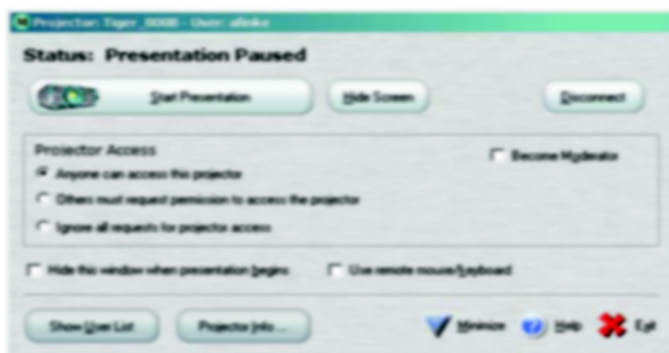 Projector: Tiger_0008 - User: afinke
Status: Presentation Paused
Start Presentation
Hide Screen
Disconnect
Projector Access
Become Moderator
Anyone can access this projector
Others must request permission to access the projector
Ignore all requests for projector access
Hide this window when presentation begins
Use remote mouse/keyboard
Show User List
Projector Info ...
Minimize
Help
Exit